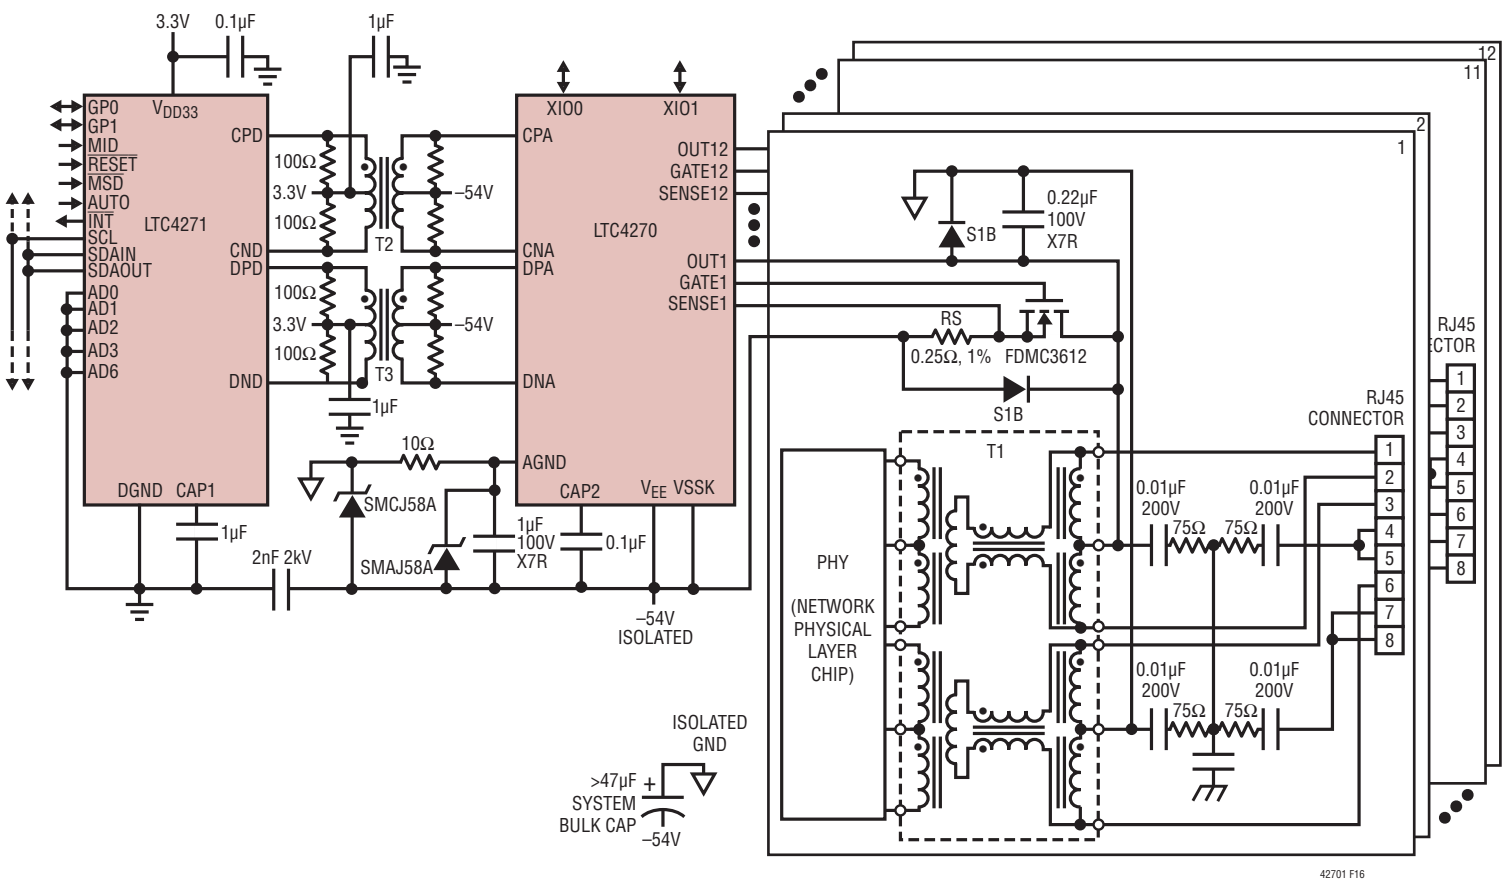 3.3V
0.1µF
1µF
GP0
GP1
MID
RESET
MSD
AUTO
INT
SCL
SDAIN
SDAOUT
AD0
AD1
AD2
AD3
AD6
VDD33
LTC4271
CPD
CND
DPD
DND
DGND
CAP1
100Ω
3.3V
100Ω
T2
–54V
100Ω
3.3V
100Ω
T3
–54V
1µF
XIO0
XIO1
CPA
CNA
DPA
DNA
AGND
CAP2
VEE
VSSK
LTC4270
OUT12
GATE12
SENSE12
OUT1
GATE1
SENSE1
10Ω
SMCJ58A
SMAJ58A
1µF
100V
X7R
0.1µF
1µF
2nF 2kV
–54V
ISOLATED
ISOLATED
GND
>47µF
+
SYSTEM
BULK CAP
–54V
12
11
2
1
S1B
0.22µF
100V
X7R
RS
0.25Ω, 1%
FDMC3612
S1B
PHY
(NETWORK
PHYSICAL
LAYER
CHIP)
T1
0.01µF
200V
75Ω
75Ω
0.01µF
200V
0.01µF
200V
75Ω
75Ω
0.01µF
200V
RJ45
CONNECTOR
1
2
3
4
5
6
7
8
RJ45
ECTOR
1
2
3
4
5
6
7
8
42701 F16